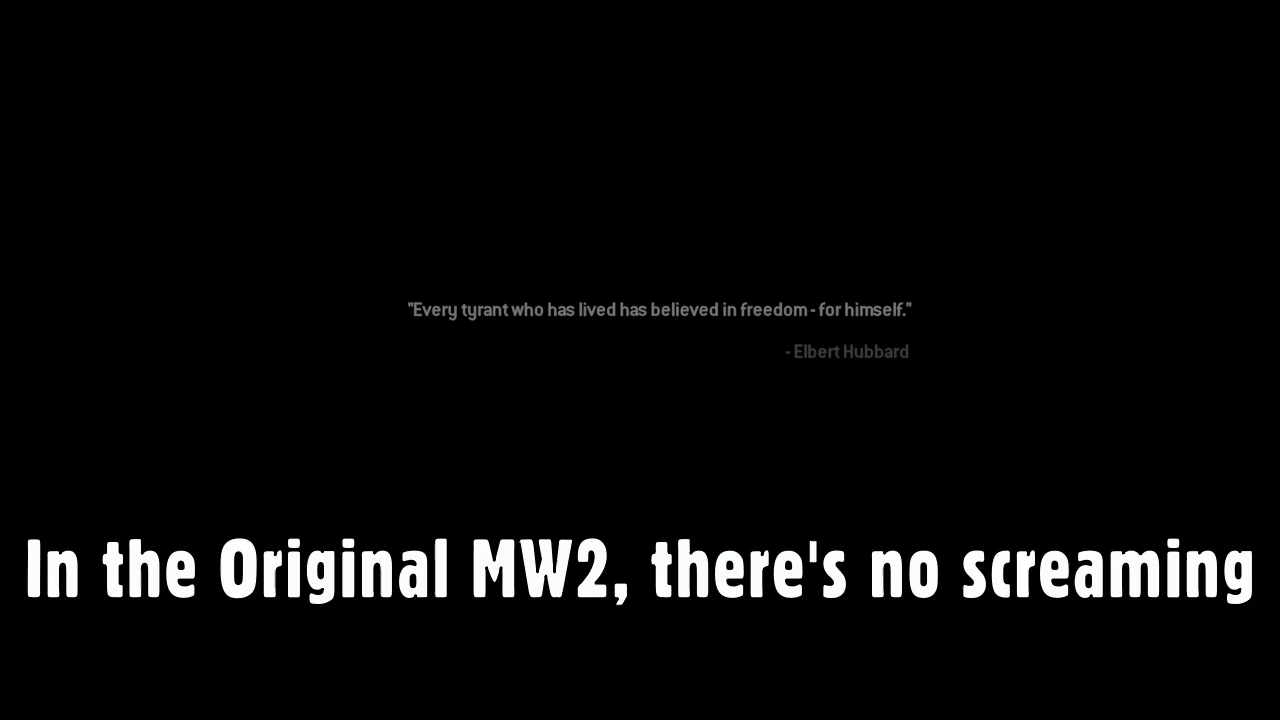 "Every tyrant who has lived has believed in freedom - for himself."
- Elbert Hubbard
In the Original MW2, there's no screaming